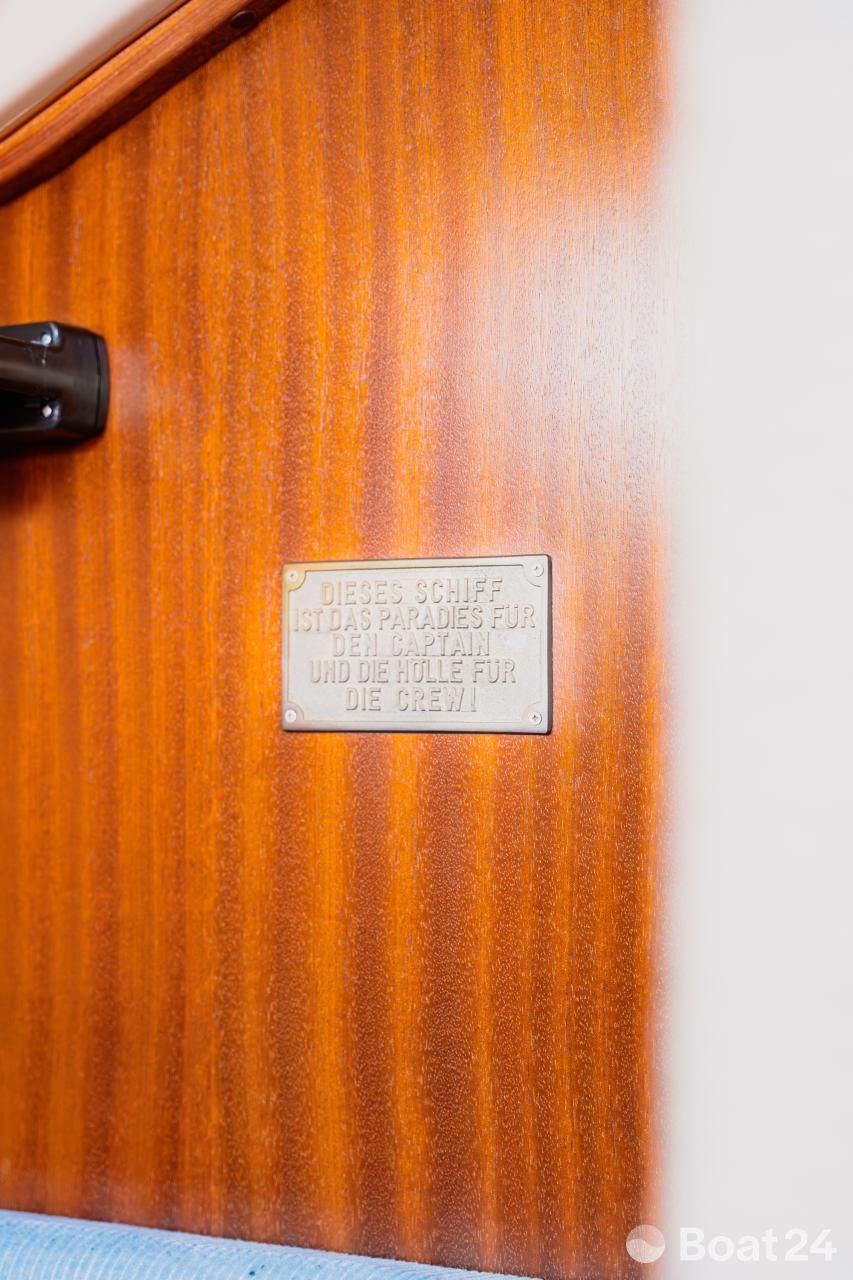 DIESES SCHIFF
IST DAS PARADIES FÜR
DEN CAPTAIN
UND DIE HÖLLE FÜR
DIE CREW!
Boat24